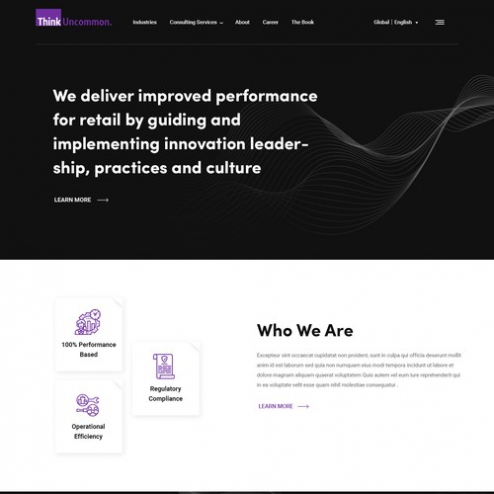 Think Uncommon.
Industries
Consulting Services
About
Career
The Book
Global | English
We deliver improved performance
for retail by guiding and
implementing innovation leader-
ship, practices and culture
LEARN MORE
100% Performance
Based
Regulatory
Compliance
Operational
Efficiency
Who We Are
Excepteur sint occaecat cupidatat non proident, sunt in culpa qui officia deserunt mollit
anim id est laborum sed quia non numquam eius modi tempora incidunt ut labore et
dolore magnam aliquam quaerat voluptatem Quis autem vel eum iure reprehenderit qui
in ea voluptate velit esse quam nihil molestiae consequatur .
LEARN MORE